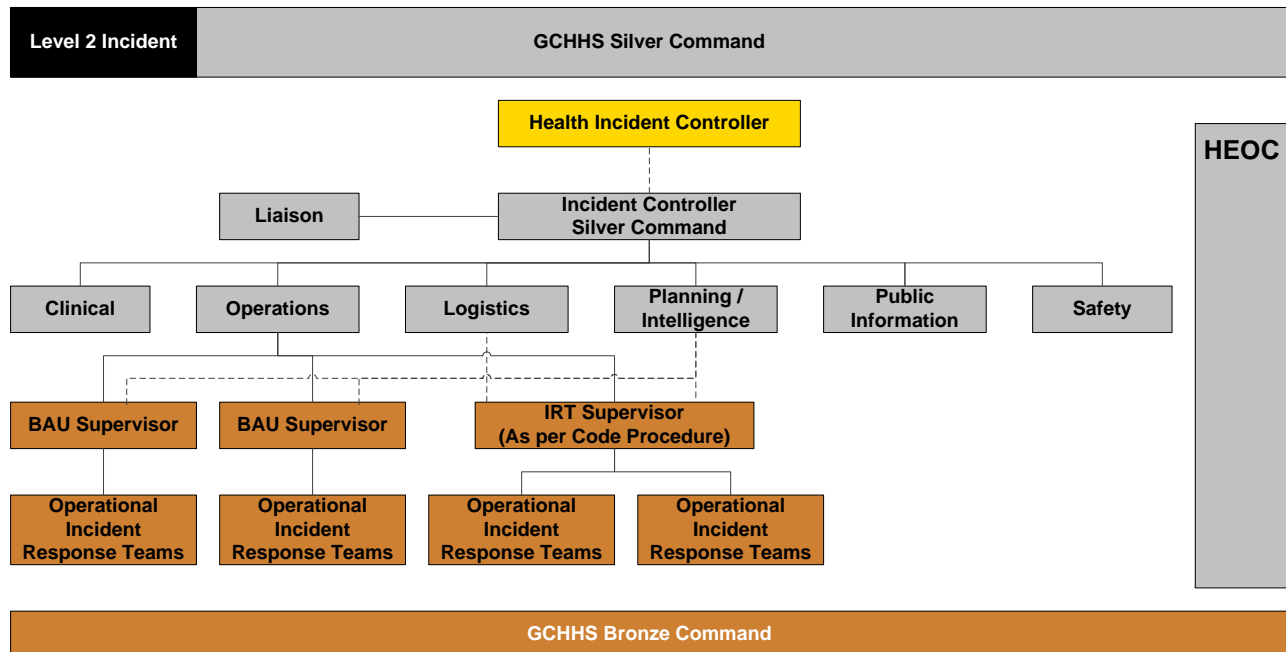 Level 2 Incident
GCHHS Silver Command
Health Incident Controller
HEOC
Liaison
Incident Controller
Silver Command
Clinical
Operations
Logistics
Planning /
Intelligence
Public
Information
Safety
BAU Supervisor
BAU Supervisor
IRT Supervisor
(As per Code Procedure)
Operational
Incident
Response Teams
Operational
Incident
Response Teams
Operational
Incident
Response Teams
Operational
Incident
Response Teams
GCHHS Bronze Command